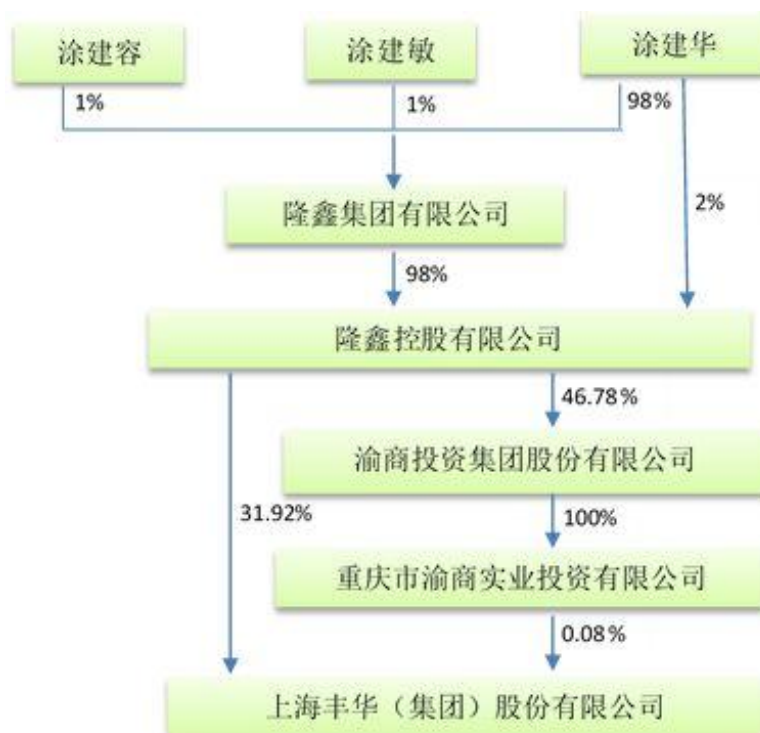 涂建容
涂建敏
涂建华
1%
1%
98%
隆鑫集团有限公司
2%
98%
隆鑫控股有限公司
46.78%
渝商投资集团股份有限公司
31.92%
100%
重庆市渝商实业投资有限公司
0.08%
上海丰华（集团）股份有限公司